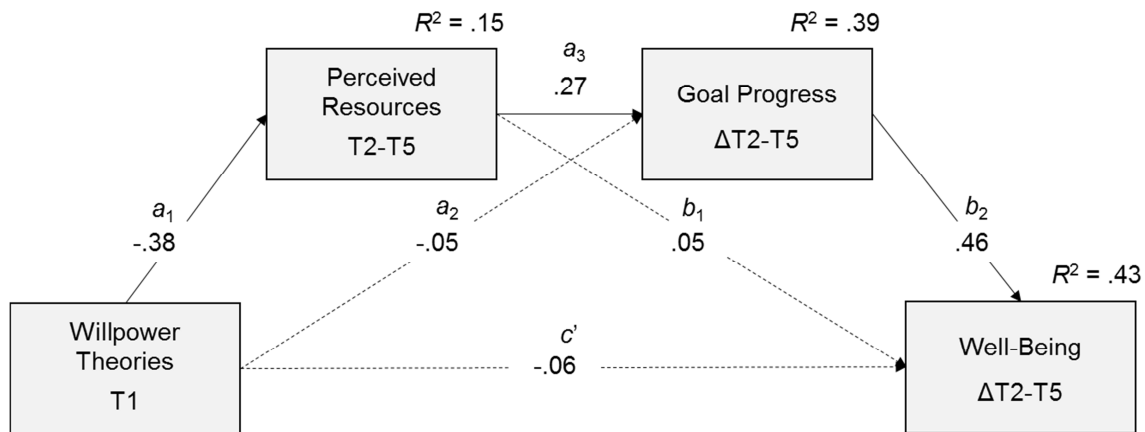 R² = .15
R² = .39
Perceived
Resources
T2-T5
a₃
.27
Goal Progress
ΔT2-T5
a₁
-.38
a₂
-.05
b₁
.05
b₂
.46
R² = .43
Willpower
Theories
T1
c’
-.06
Well-Being
ΔT2-T5